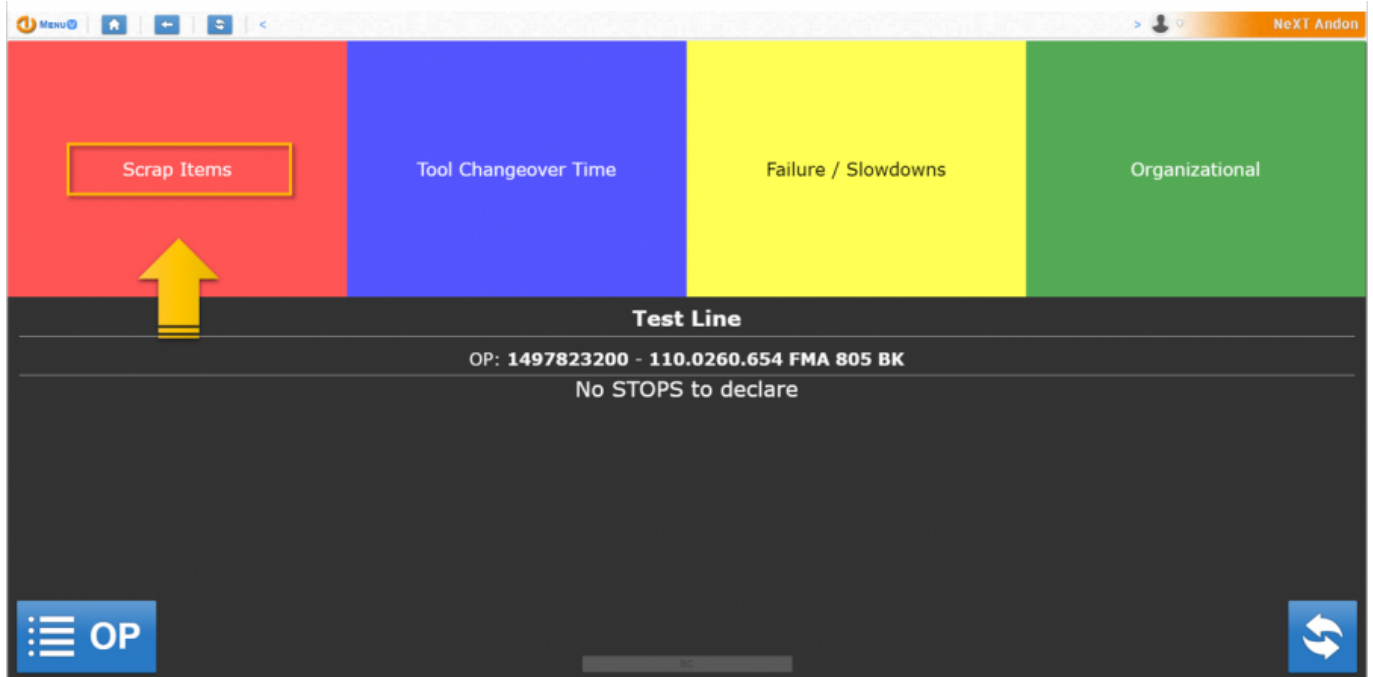 MENU
NeXT Andon
Scrap Items
Tool Changeover Time
Failure / Slowdowns
Organizational
Test Line
OP: 1497823200 - 110.0260.654 FMA 805 BK
No STOPS to declare
OP